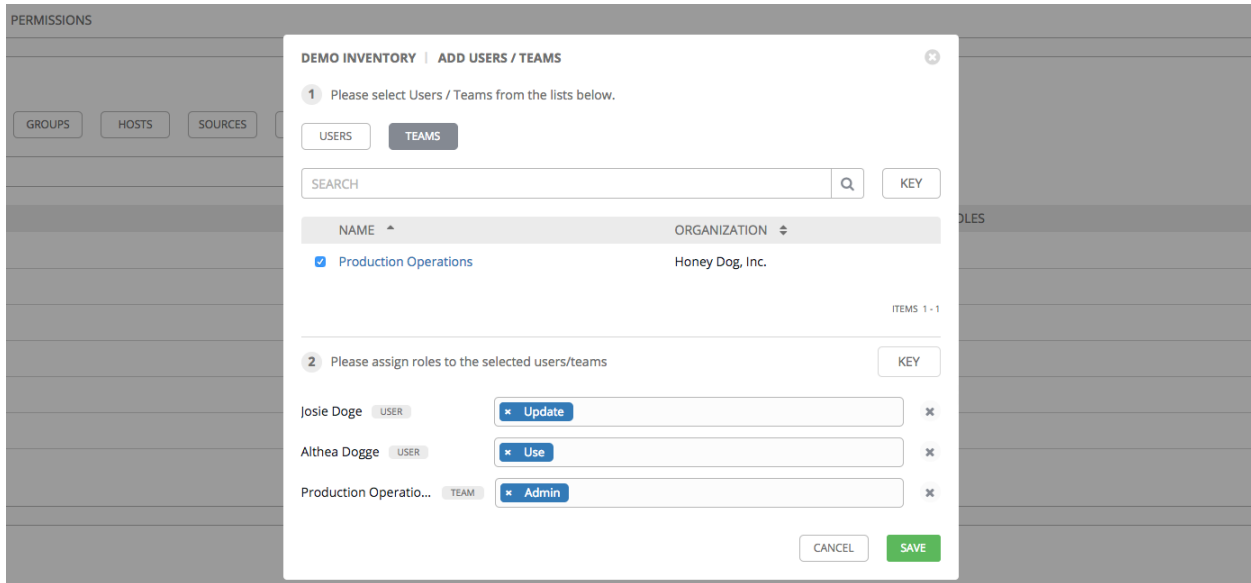 PERMISSIONS
DEMO INVENTORY | ADD USERS / TEAMS
1 Please select Users / Teams from the lists below.
GROUPS HOSTS SOURCES
USERS TEAMS
SEARCH KEY
NAME ORGANIZATION
OLES
Production Operations Honey Dog, Inc.
ITEMS 1 - 1
2 Please assign roles to the selected users/teams KEY
Josie Doge USER × Update
Althea Dogge USER × Use
Production Operatio... TEAM × Admin
CANCEL SAVE